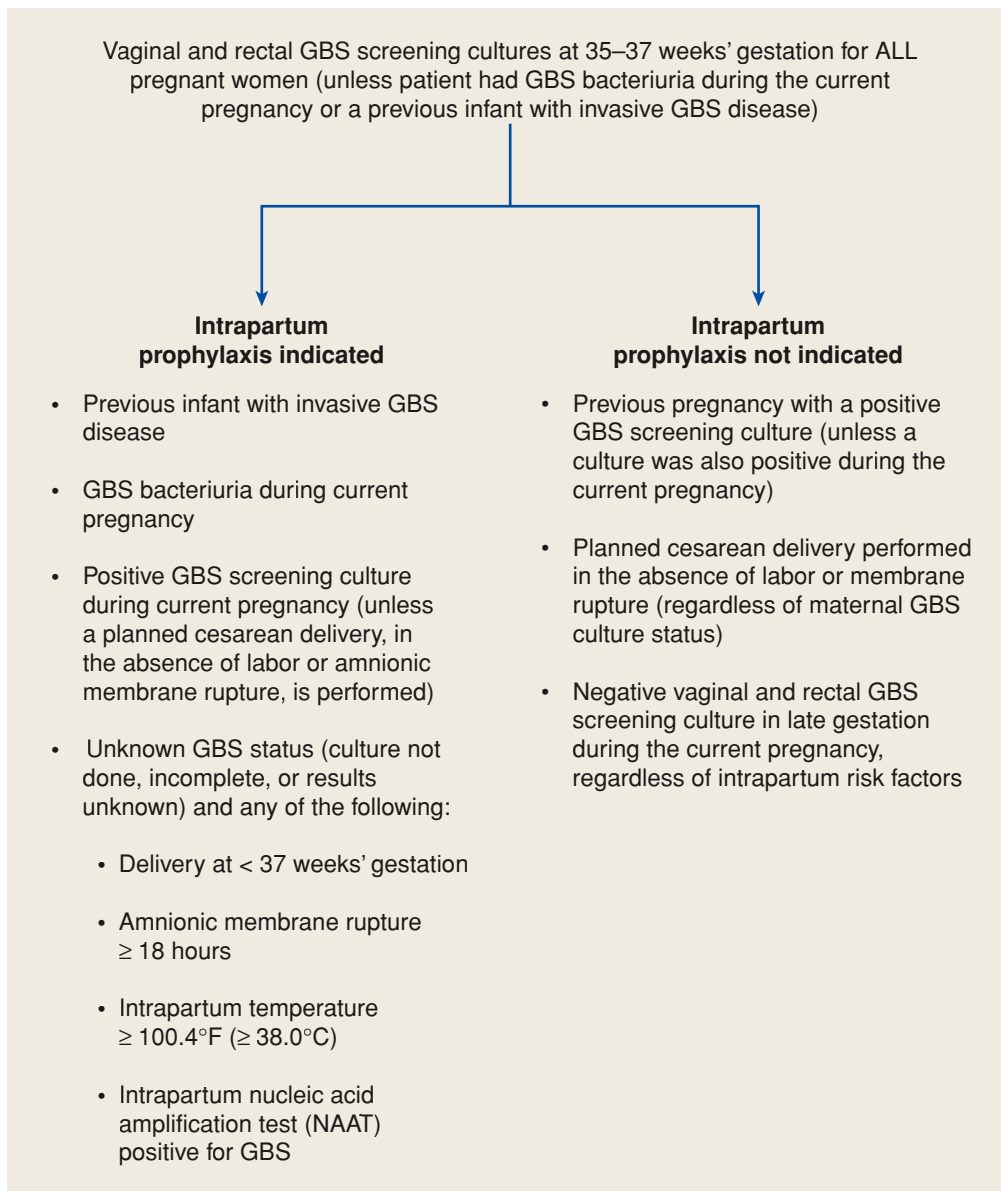 Vaginal and rectal GBS screening cultures at 35–37 weeks’ gestation for ALL
pregnant women (unless patient had GBS bacteriuria during the current
pregnancy or a previous infant with invasive GBS disease)
Intrapartum
prophylaxis indicated
• Previous infant with invasive GBS
disease
• GBS bacteriuria during current
pregnancy
• Positive GBS screening culture
during current pregnancy (unless
a planned cesarean delivery, in
the absence of labor or amnionic
membrane rupture, is performed)
• Unknown GBS status (culture not
done, incomplete, or results
unknown) and any of the following:
• Delivery at < 37 weeks’ gestation
• Amnionic membrane rupture
≥ 18 hours
• Intrapartum temperature
≥ 100.4°F (≥ 38.0°C)
• Intrapartum nucleic acid
amplification test (NAAT)
positive for GBS
Intrapartum
prophylaxis not indicated
• Previous pregnancy with a positive
GBS screening culture (unless a
culture was also positive during the
current pregnancy)
• Planned cesarean delivery performed
in the absence of labor or membrane
rupture (regardless of maternal GBS
culture status)
• Negative vaginal and rectal GBS
screening culture in late gestation
during the current pregnancy,
regardless of intrapartum risk factors